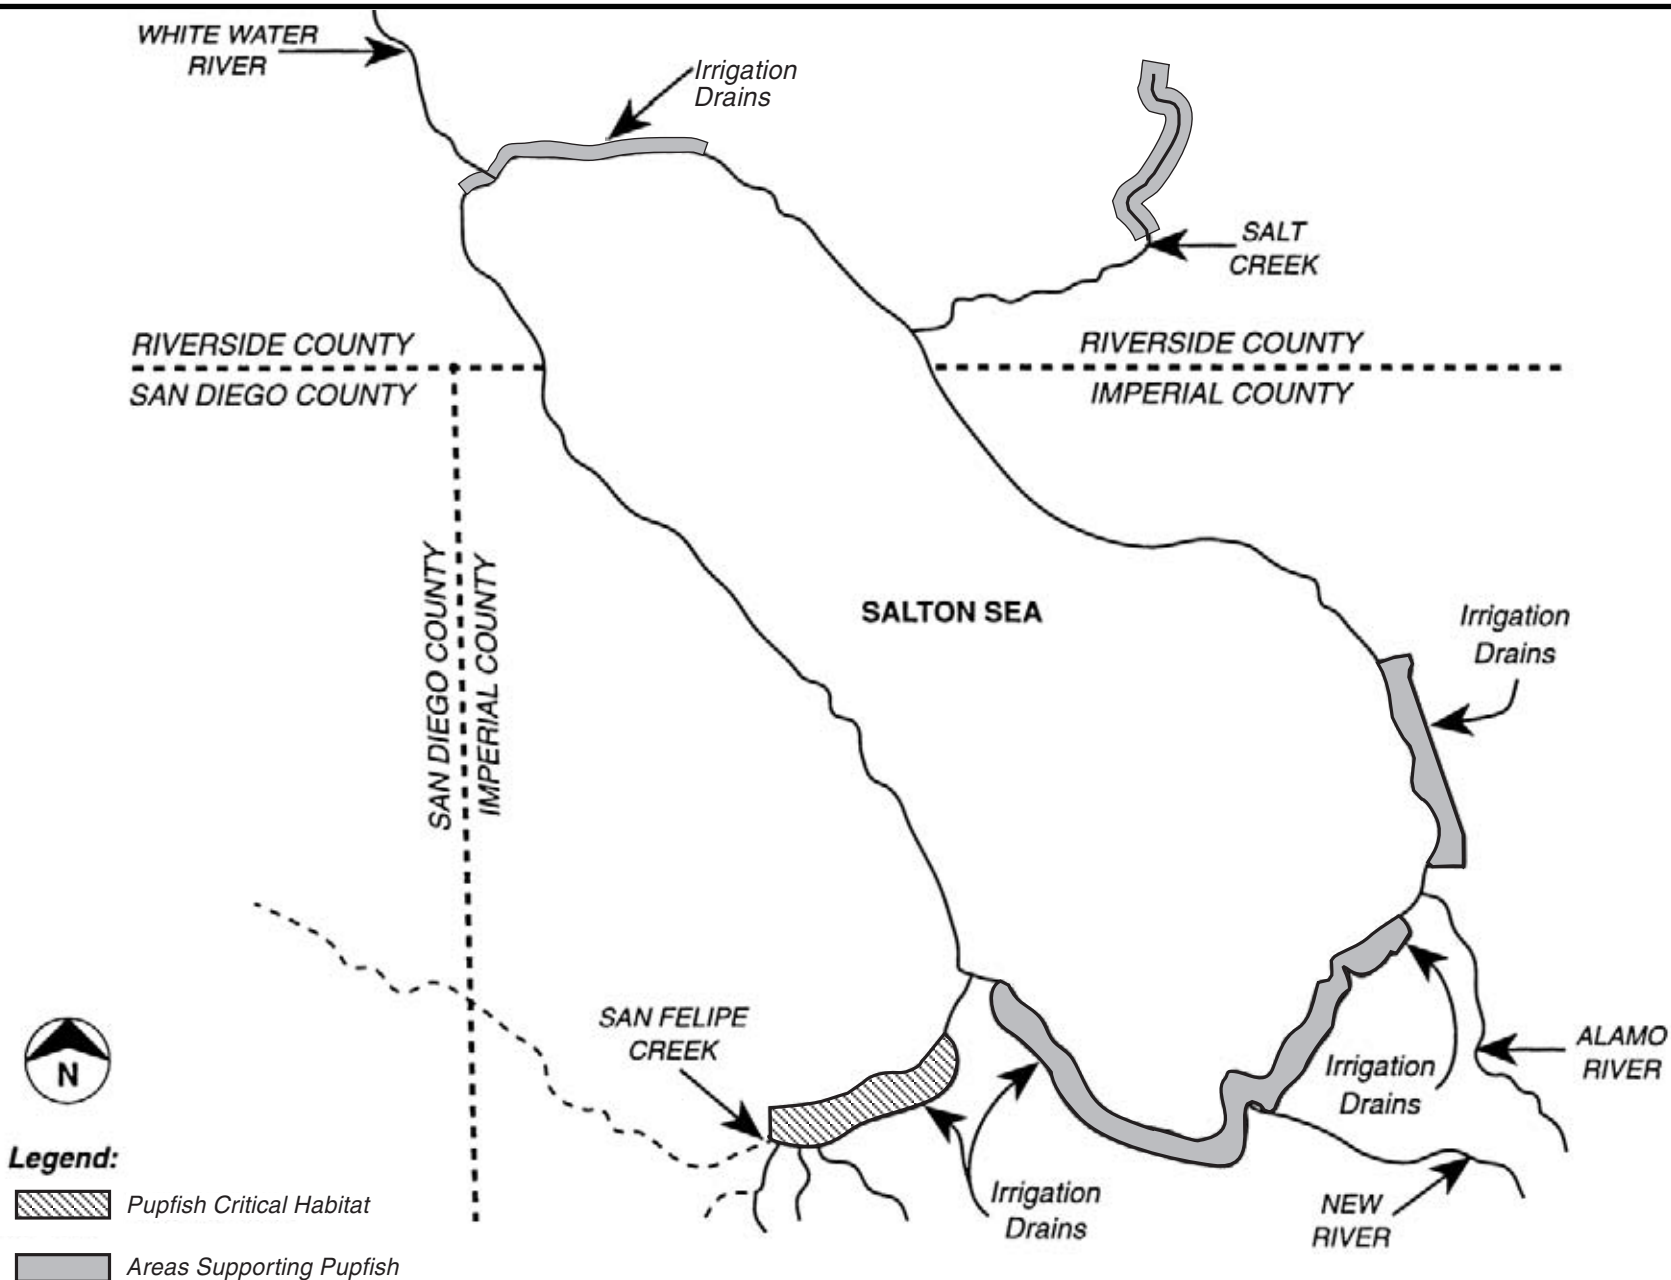 WHITE WATER
RIVER
Irrigation
Drains
SALT
CREEK
RIVERSIDE COUNTY
SAN DIEGO COUNTY
RIVERSIDE COUNTY
IMPERIAL COUNTY
SAN DIEGO COUNTY
IMPERIAL COUNTY
SALTON SEA
Irrigation
Drains
SAN FELIPE
CREEK
Irrigation
Drains
ALAMO
RIVER
Irrigation
Drains
NEW
RIVER
N
Legend:
Pupfish Critical Habitat
Areas Supporting Pupfish